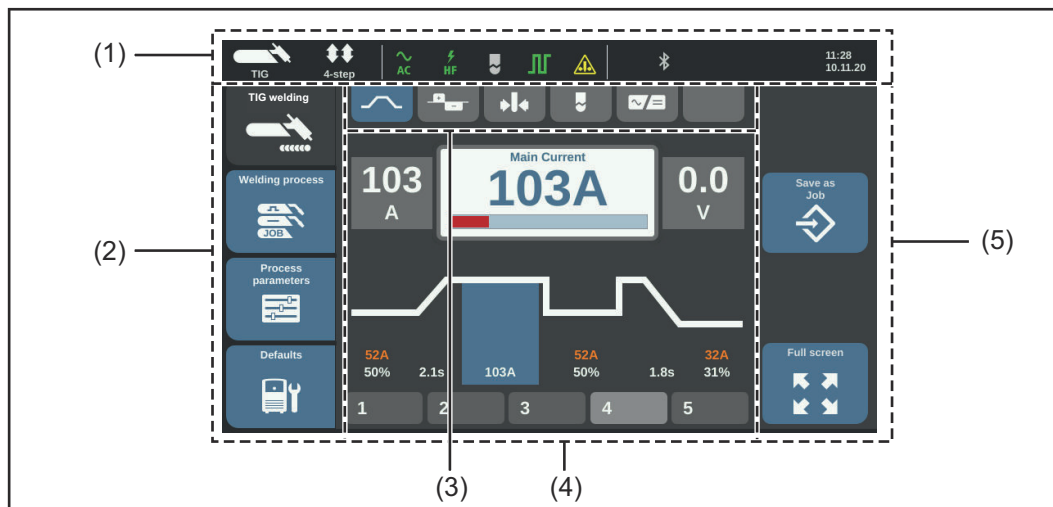 (1)
TIG
4-step
AC
HF
11:28
10.11.20
TIG welding
Welding process
JOB
Process
parameters
Defaults
(2)
103
A
Main Current
103A
0.0
V
52A
50%
2.1s
103A
52A
50%
1.8s
32A
31%
1
2
3
4
5
Save as
Job
Full screen
(5)
(3)
(4)